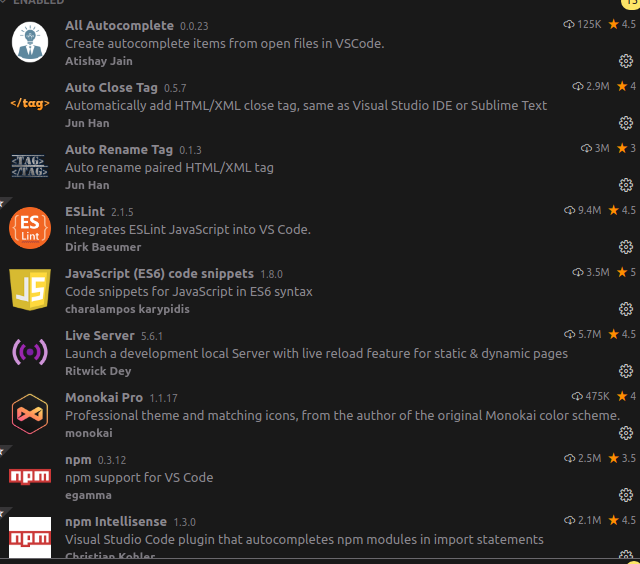 ENABLED 13
All Autocomplete 0.0.23 125K ★ 4.5
Create autocomplete items from open files in VSCode.
Atishay Jain
</tag> Auto Close Tag 0.5.7 2.9M ★ 4
Automatically add HTML/XML close tag, same as Visual Studio IDE or Sublime Text
Jun Han
Auto Rename Tag 0.1.3 3M ★ 3
<TAG>
</TAG>
Auto rename paired HTML/XML tag
Jun Han
ESLint 2.1.5 9.4M ★ 4.5
ES
Lint
Integrates ESLint JavaScript into VS Code.
Dirk Baeumer
JavaScript (ES6) code snippets 1.8.0 3.5M ★ 5
JS
Code snippets for JavaScript in ES6 syntax
charalampos karypidis
Live Server 5.6.1 5.7M ★ 4.5
Launch a development local Server with live reload feature for static & dynamic pages
Ritwick Dey
Monokai Pro 1.1.17 475K ★ 4
Professional theme and matching icons, from the author of the original Monokai color scheme.
monokai
npm 0.3.12 2.5M ★ 3.5
npm npm support for VS Code
egamma
npm Intellisense 1.3.0 2.1M ★ 4.5
npm Visual Studio Code plugin that autocompletes npm modules in import statements
Christian Kohler